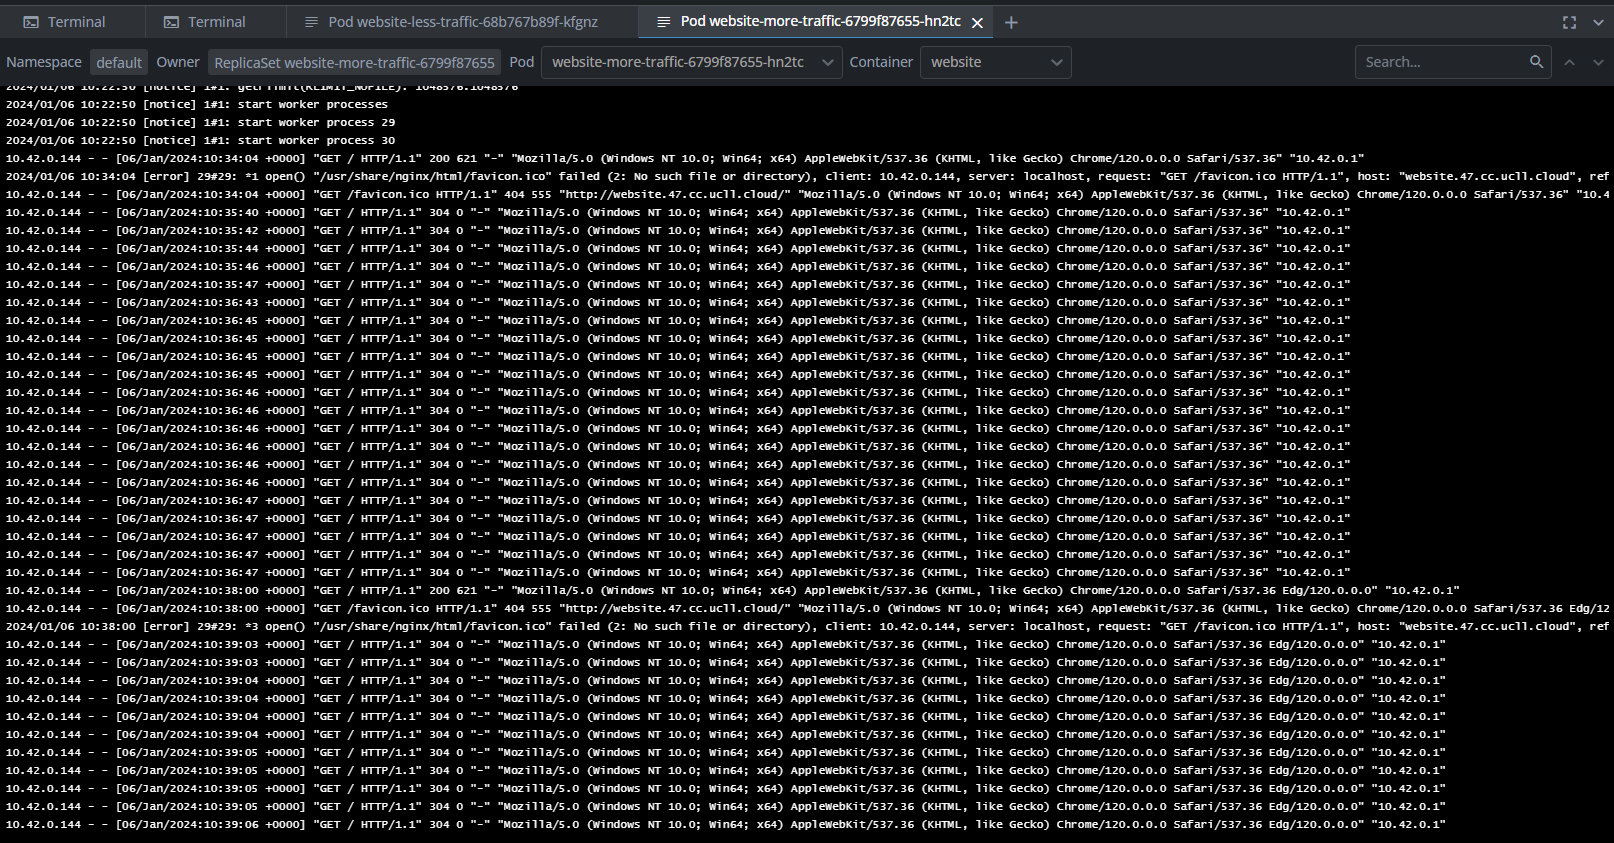 Terminal
Terminal
Pod website-less-traffic-68b767b89f-kfgnz
Pod website-more-traffic-6799f87655-hn2tc
Namespace default Owner ReplicaSet website-more-traffic-6799f87655 Pod website-more-traffic-6799f87655-hn2tc Container website Search...
2024/01/06 10:22:50 [notice] 1#1: getrlimit(RLIMIT_NOFILE): 1048576:1048576
2024/01/06 10:22:50 [notice] 1#1: start worker processes
2024/01/06 10:22:50 [notice] 1#1: start worker process 29
2024/01/06 10:22:50 [notice] 1#1: start worker process 30
10.42.0.144 - - [06/Jan/2024:10:34:04 +0000] "GET / HTTP/1.1" 200 621 "-" "Mozilla/5.0 (Windows NT 10.0; Win64; x64) AppleWebKit/537.36 (KHTML, like Gecko) Chrome/120.0.0.0 Safari/537.36" "10.42.0.1"
2024/01/06 10:34:04 [error] 29#29: *1 open() "/usr/share/nginx/html/favicon.ico" failed (2: No such file or directory), client: 10.42.0.144, server: localhost, request: "GET /favicon.ico HTTP/1.1", host: "website.47.cc.ucll.cloud", ref
10.42.0.144 - - [06/Jan/2024:10:34:04 +0000] "GET /favicon.ico HTTP/1.1" 404 555 "http://website.47.cc.ucll.cloud/" "Mozilla/5.0 (Windows NT 10.0; Win64; x64) AppleWebKit/537.36 (KHTML, like Gecko) Chrome/120.0.0.0 Safari/537.36" "10.4
10.42.0.144 - - [06/Jan/2024:10:35:40 +0000] "GET / HTTP/1.1" 304 0 "-" "Mozilla/5.0 (Windows NT 10.0; Win64; x64) AppleWebKit/537.36 (KHTML, like Gecko) Chrome/120.0.0.0 Safari/537.36" "10.42.0.1"
10.42.0.144 - - [06/Jan/2024:10:35:42 +0000] "GET / HTTP/1.1" 304 0 "-" "Mozilla/5.0 (Windows NT 10.0; Win64; x64) AppleWebKit/537.36 (KHTML, like Gecko) Chrome/120.0.0.0 Safari/537.36" "10.42.0.1"
10.42.0.144 - - [06/Jan/2024:10:35:44 +0000] "GET / HTTP/1.1" 304 0 "-" "Mozilla/5.0 (Windows NT 10.0; Win64; x64) AppleWebKit/537.36 (KHTML, like Gecko) Chrome/120.0.0.0 Safari/537.36" "10.42.0.1"
10.42.0.144 - - [06/Jan/2024:10:35:46 +0000] "GET / HTTP/1.1" 304 0 "-" "Mozilla/5.0 (Windows NT 10.0; Win64; x64) AppleWebKit/537.36 (KHTML, like Gecko) Chrome/120.0.0.0 Safari/537.36" "10.42.0.1"
10.42.0.144 - - [06/Jan/2024:10:35:47 +0000] "GET / HTTP/1.1" 304 0 "-" "Mozilla/5.0 (Windows NT 10.0; Win64; x64) AppleWebKit/537.36 (KHTML, like Gecko) Chrome/120.0.0.0 Safari/537.36" "10.42.0.1"
10.42.0.144 - - [06/Jan/2024:10:36:43 +0000] "GET / HTTP/1.1" 304 0 "-" "Mozilla/5.0 (Windows NT 10.0; Win64; x64) AppleWebKit/537.36 (KHTML, like Gecko) Chrome/120.0.0.0 Safari/537.36" "10.42.0.1"
10.42.0.144 - - [06/Jan/2024:10:36:45 +0000] "GET / HTTP/1.1" 304 0 "-" "Mozilla/5.0 (Windows NT 10.0; Win64; x64) AppleWebKit/537.36 (KHTML, like Gecko) Chrome/120.0.0.0 Safari/537.36" "10.42.0.1"
10.42.0.144 - - [06/Jan/2024:10:36:45 +0000] "GET / HTTP/1.1" 304 0 "-" "Mozilla/5.0 (Windows NT 10.0; Win64; x64) AppleWebKit/537.36 (KHTML, like Gecko) Chrome/120.0.0.0 Safari/537.36" "10.42.0.1"
10.42.0.144 - - [06/Jan/2024:10:36:45 +0000] "GET / HTTP/1.1" 304 0 "-" "Mozilla/5.0 (Windows NT 10.0; Win64; x64) AppleWebKit/537.36 (KHTML, like Gecko) Chrome/120.0.0.0 Safari/537.36" "10.42.0.1"
10.42.0.144 - - [06/Jan/2024:10:36:45 +0000] "GET / HTTP/1.1" 304 0 "-" "Mozilla/5.0 (Windows NT 10.0; Win64; x64) AppleWebKit/537.36 (KHTML, like Gecko) Chrome/120.0.0.0 Safari/537.36" "10.42.0.1"
10.42.0.144 - - [06/Jan/2024:10:36:46 +0000] "GET / HTTP/1.1" 304 0 "-" "Mozilla/5.0 (Windows NT 10.0; Win64; x64) AppleWebKit/537.36 (KHTML, like Gecko) Chrome/120.0.0.0 Safari/537.36" "10.42.0.1"
10.42.0.144 - - [06/Jan/2024:10:36:46 +0000] "GET / HTTP/1.1" 304 0 "-" "Mozilla/5.0 (Windows NT 10.0; Win64; x64) AppleWebKit/537.36 (KHTML, like Gecko) Chrome/120.0.0.0 Safari/537.36" "10.42.0.1"
10.42.0.144 - - [06/Jan/2024:10:36:46 +0000] "GET / HTTP/1.1" 304 0 "-" "Mozilla/5.0 (Windows NT 10.0; Win64; x64) AppleWebKit/537.36 (KHTML, like Gecko) Chrome/120.0.0.0 Safari/537.36" "10.42.0.1"
10.42.0.144 - - [06/Jan/2024:10:36:46 +0000] "GET / HTTP/1.1" 304 0 "-" "Mozilla/5.0 (Windows NT 10.0; Win64; x64) AppleWebKit/537.36 (KHTML, like Gecko) Chrome/120.0.0.0 Safari/537.36" "10.42.0.1"
10.42.0.144 - - [06/Jan/2024:10:36:46 +0000] "GET / HTTP/1.1" 304 0 "-" "Mozilla/5.0 (Windows NT 10.0; Win64; x64) AppleWebKit/537.36 (KHTML, like Gecko) Chrome/120.0.0.0 Safari/537.36" "10.42.0.1"
10.42.0.144 - - [06/Jan/2024:10:36:46 +0000] "GET / HTTP/1.1" 304 0 "-" "Mozilla/5.0 (Windows NT 10.0; Win64; x64) AppleWebKit/537.36 (KHTML, like Gecko) Chrome/120.0.0.0 Safari/537.36" "10.42.0.1"
10.42.0.144 - - [06/Jan/2024:10:36:47 +0000] "GET / HTTP/1.1" 304 0 "-" "Mozilla/5.0 (Windows NT 10.0; Win64; x64) AppleWebKit/537.36 (KHTML, like Gecko) Chrome/120.0.0.0 Safari/537.36" "10.42.0.1"
10.42.0.144 - - [06/Jan/2024:10:36:47 +0000] "GET / HTTP/1.1" 304 0 "-" "Mozilla/5.0 (Windows NT 10.0; Win64; x64) AppleWebKit/537.36 (KHTML, like Gecko) Chrome/120.0.0.0 Safari/537.36" "10.42.0.1"
10.42.0.144 - - [06/Jan/2024:10:36:47 +0000] "GET / HTTP/1.1" 304 0 "-" "Mozilla/5.0 (Windows NT 10.0; Win64; x64) AppleWebKit/537.36 (KHTML, like Gecko) Chrome/120.0.0.0 Safari/537.36" "10.42.0.1"
10.42.0.144 - - [06/Jan/2024:10:36:47 +0000] "GET / HTTP/1.1" 304 0 "-" "Mozilla/5.0 (Windows NT 10.0; Win64; x64) AppleWebKit/537.36 (KHTML, like Gecko) Chrome/120.0.0.0 Safari/537.36" "10.42.0.1"
10.42.0.144 - - [06/Jan/2024:10:36:47 +0000] "GET / HTTP/1.1" 304 0 "-" "Mozilla/5.0 (Windows NT 10.0; Win64; x64) AppleWebKit/537.36 (KHTML, like Gecko) Chrome/120.0.0.0 Safari/537.36" "10.42.0.1"
10.42.0.144 - - [06/Jan/2024:10:38:00 +0000] "GET / HTTP/1.1" 200 621 "-" "Mozilla/5.0 (Windows NT 10.0; Win64; x64) AppleWebKit/537.36 (KHTML, like Gecko) Chrome/120.0.0.0 Safari/537.36 Edg/120.0.0.0" "10.42.0.1"
10.42.0.144 - - [06/Jan/2024:10:38:00 +0000] "GET /favicon.ico HTTP/1.1" 404 555 "http://website.47.cc.ucll.cloud/" "Mozilla/5.0 (Windows NT 10.0; Win64; x64) AppleWebKit/537.36 (KHTML, like Gecko) Chrome/120.0.0.0 Safari/537.36 Edg/12
2024/01/06 10:38:00 [error] 29#29: *3 open() "/usr/share/nginx/html/favicon.ico" failed (2: No such file or directory), client: 10.42.0.144, server: localhost, request: "GET /favicon.ico HTTP/1.1", host: "website.47.cc.ucll.cloud", ref
10.42.0.144 - - [06/Jan/2024:10:39:03 +0000] "GET / HTTP/1.1" 304 0 "-" "Mozilla/5.0 (Windows NT 10.0; Win64; x64) AppleWebKit/537.36 (KHTML, like Gecko) Chrome/120.0.0.0 Safari/537.36 Edg/120.0.0.0" "10.42.0.1"
10.42.0.144 - - [06/Jan/2024:10:39:03 +0000] "GET / HTTP/1.1" 304 0 "-" "Mozilla/5.0 (Windows NT 10.0; Win64; x64) AppleWebKit/537.36 (KHTML, like Gecko) Chrome/120.0.0.0 Safari/537.36 Edg/120.0.0.0" "10.42.0.1"
10.42.0.144 - - [06/Jan/2024:10:39:04 +0000] "GET / HTTP/1.1" 304 0 "-" "Mozilla/5.0 (Windows NT 10.0; Win64; x64) AppleWebKit/537.36 (KHTML, like Gecko) Chrome/120.0.0.0 Safari/537.36 Edg/120.0.0.0" "10.42.0.1"
10.42.0.144 - - [06/Jan/2024:10:39:04 +0000] "GET / HTTP/1.1" 304 0 "-" "Mozilla/5.0 (Windows NT 10.0; Win64; x64) AppleWebKit/537.36 (KHTML, like Gecko) Chrome/120.0.0.0 Safari/537.36 Edg/120.0.0.0" "10.42.0.1"
10.42.0.144 - - [06/Jan/2024:10:39:04 +0000] "GET / HTTP/1.1" 304 0 "-" "Mozilla/5.0 (Windows NT 10.0; Win64; x64) AppleWebKit/537.36 (KHTML, like Gecko) Chrome/120.0.0.0 Safari/537.36 Edg/120.0.0.0" "10.42.0.1"
10.42.0.144 - - [06/Jan/2024:10:39:04 +0000] "GET / HTTP/1.1" 304 0 "-" "Mozilla/5.0 (Windows NT 10.0; Win64; x64) AppleWebKit/537.36 (KHTML, like Gecko) Chrome/120.0.0.0 Safari/537.36 Edg/120.0.0.0" "10.42.0.1"
10.42.0.144 - - [06/Jan/2024:10:39:05 +0000] "GET / HTTP/1.1" 304 0 "-" "Mozilla/5.0 (Windows NT 10.0; Win64; x64) AppleWebKit/537.36 (KHTML, like Gecko) Chrome/120.0.0.0 Safari/537.36 Edg/120.0.0.0" "10.42.0.1"
10.42.0.144 - - [06/Jan/2024:10:39:05 +0000] "GET / HTTP/1.1" 304 0 "-" "Mozilla/5.0 (Windows NT 10.0; Win64; x64) AppleWebKit/537.36 (KHTML, like Gecko) Chrome/120.0.0.0 Safari/537.36 Edg/120.0.0.0" "10.42.0.1"
10.42.0.144 - - [06/Jan/2024:10:39:05 +0000] "GET / HTTP/1.1" 304 0 "-" "Mozilla/5.0 (Windows NT 10.0; Win64; x64) AppleWebKit/537.36 (KHTML, like Gecko) Chrome/120.0.0.0 Safari/537.36 Edg/120.0.0.0" "10.42.0.1"
10.42.0.144 - - [06/Jan/2024:10:39:05 +0000] "GET / HTTP/1.1" 304 0 "-" "Mozilla/5.0 (Windows NT 10.0; Win64; x64) AppleWebKit/537.36 (KHTML, like Gecko) Chrome/120.0.0.0 Safari/537.36 Edg/120.0.0.0" "10.42.0.1"
10.42.0.144 - - [06/Jan/2024:10:39:06 +0000] "GET / HTTP/1.1" 304 0 "-" "Mozilla/5.0 (Windows NT 10.0; Win64; x64) AppleWebKit/537.36 (KHTML, like Gecko) Chrome/120.0.0.0 Safari/537.36 Edg/120.0.0.0" "10.42.0.1"